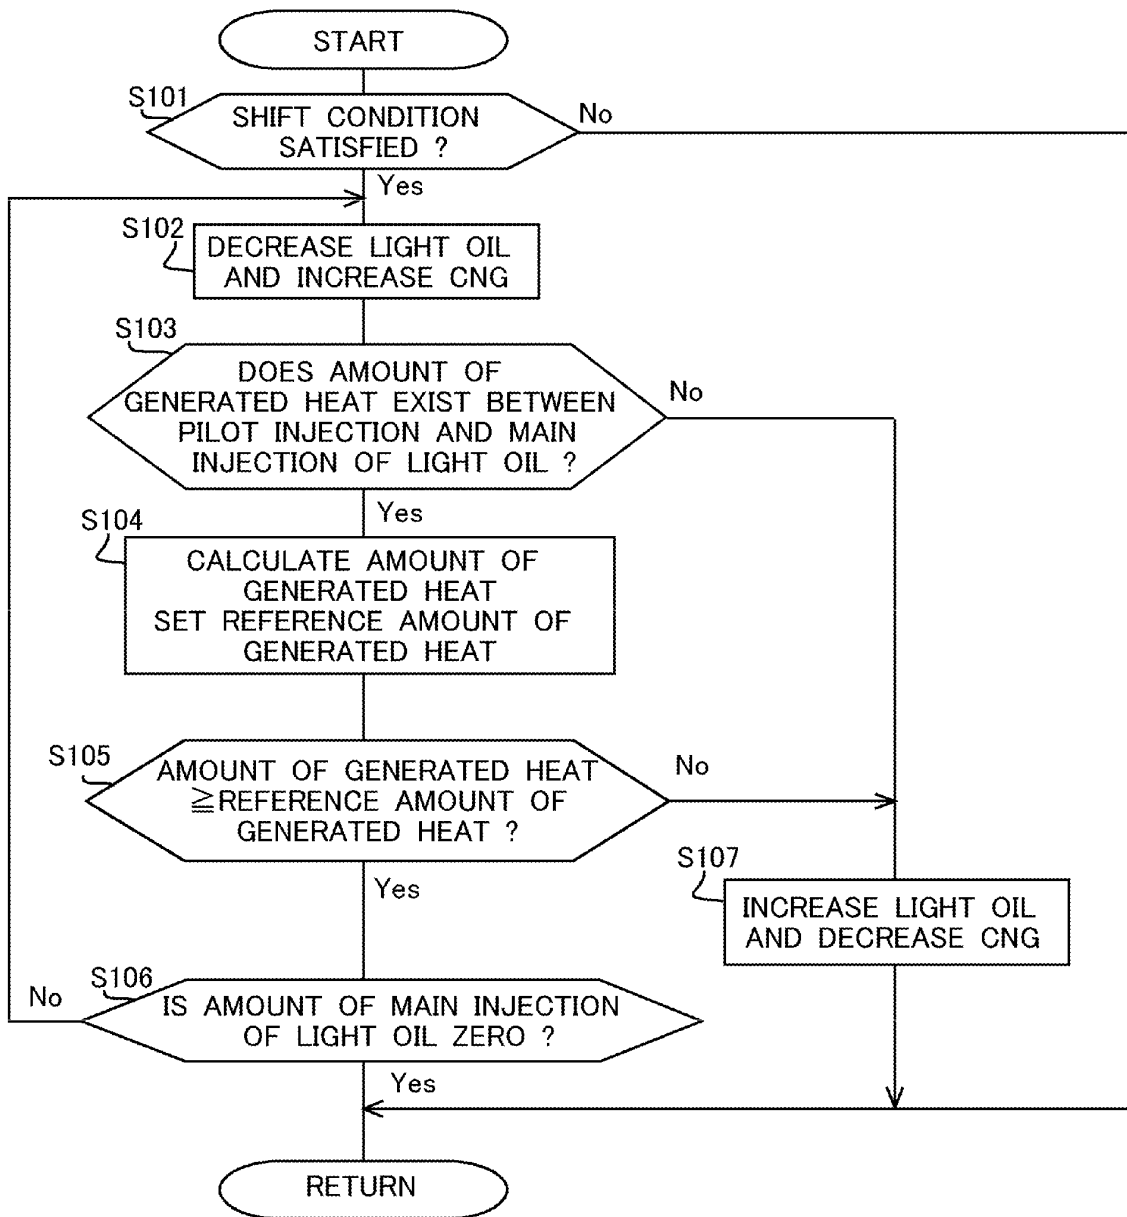 START
S101
SHIFT CONDITION
SATISFIED ?
No
Yes
S102
DECREASE LIGHT OIL
AND INCREASE CNG
S103
DOES AMOUNT OF
GENERATED HEAT EXIST BETWEEN
PILOT INJECTION AND MAIN
INJECTION OF LIGHT OIL ?
No
Yes
S104
CALCULATE AMOUNT OF
GENERATED HEAT
SET REFERENCE AMOUNT OF
GENERATED HEAT
S105
AMOUNT OF GENERATED HEAT
≧REFERENCE AMOUNT OF
GENERATED HEAT ?
No
Yes
S107
INCREASE LIGHT OIL
AND DECREASE CNG
S106
IS AMOUNT OF MAIN INJECTION
OF LIGHT OIL ZERO ?
No
Yes
RETURN